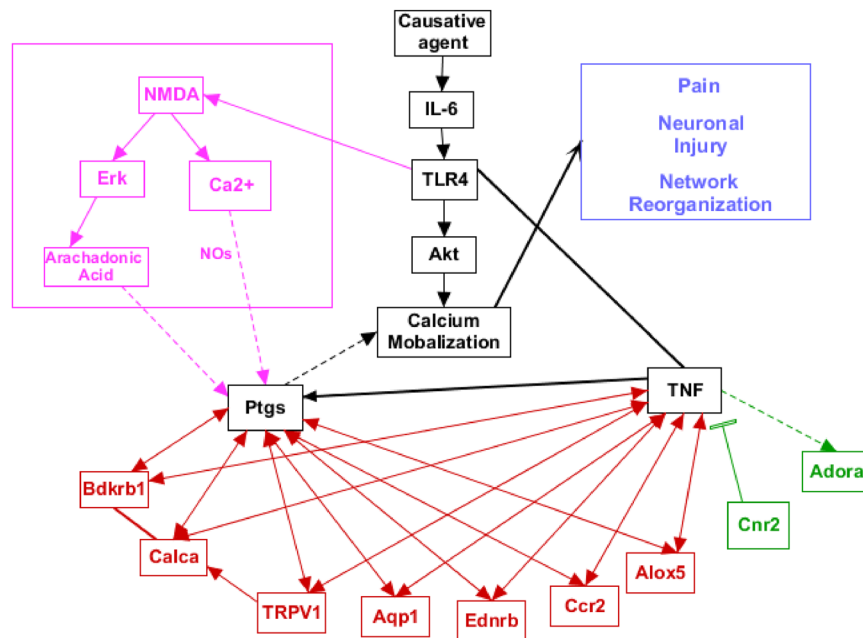 Causative
agent
NMDA
IL-6
Pain
Neuronal
Injury
Network
Reorganization
Erk
Ca2+
TLR4
Arachadonic
Acid
NOs
Akt
Calcium
Mobalization
Ptgs
TNF
Adora
Bdkrb1
Cnr2
Calca
Alox5
TRPV1
Aqp1
Ednrb
Ccr2